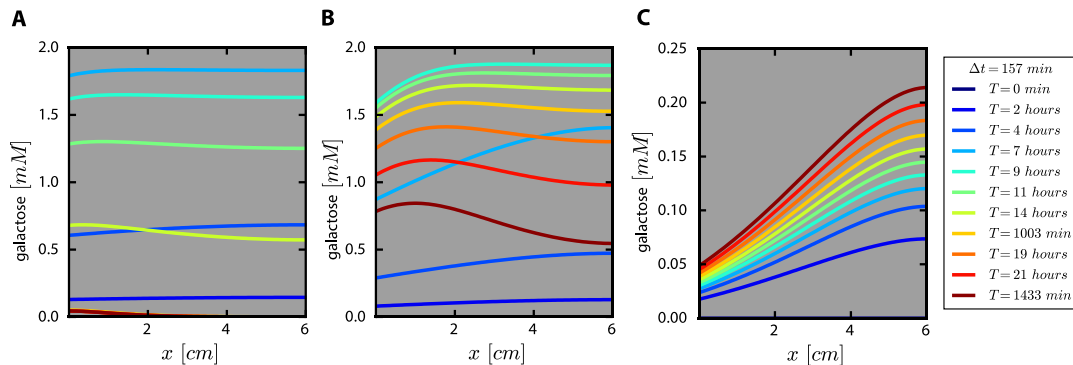 A
B
C
2.0
1.5
1.0
0.5
0.0
galactose [mM]
2
4
6
x [cm]
2.0
1.5
1.0
0.5
0.0
galactose [mM]
2
4
6
x [cm]
0.25
0.20
0.15
0.10
0.05
0.00
galactose [mM]
2
4
6
x [cm]
Δt = 157 min
T = 0 min
T = 2 hours
T = 4 hours
T = 7 hours
T = 9 hours
T = 11 hours
T = 14 hours
T = 1003 min
T = 19 hours
T = 21 hours
T = 1433 min